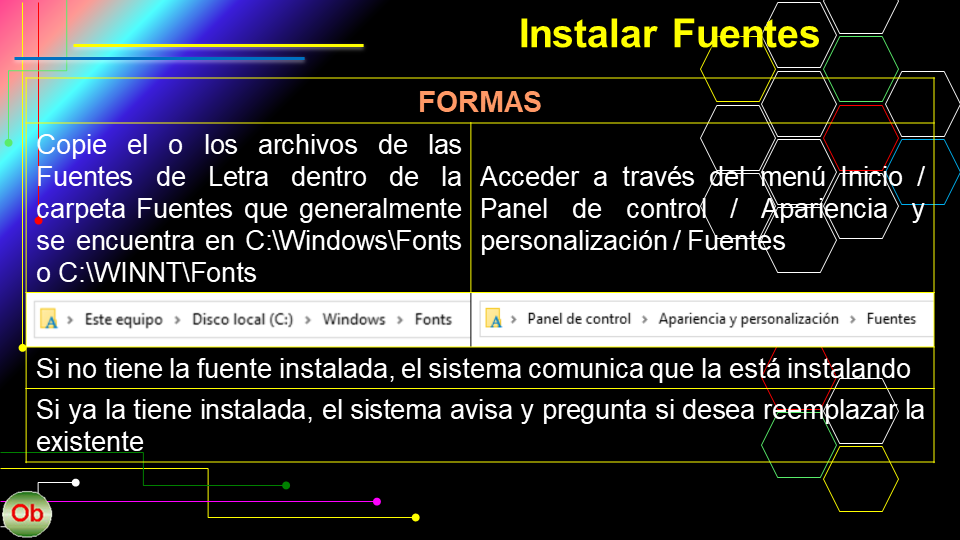 Instalar Fuentes
FORMAS
Copie el o los archivos de las
Fuentes de Letra dentro de la
carpeta Fuentes que generalmente
se encuentra en C:\Windows\Fonts
o C:\WINNT\Fonts
Acceder a través del menú Inicio /
Panel de control / Apariencia y
personalización / Fuentes
Este equipo > Disco local (C:) > Windows > Fonts
Panel de control > Apariencia y personalización > Fuentes
Si no tiene la fuente instalada, el sistema comunica que la está instalando
Si ya la tiene instalada, el sistema avisa y pregunta si desea reemplazar la
existente
Ob